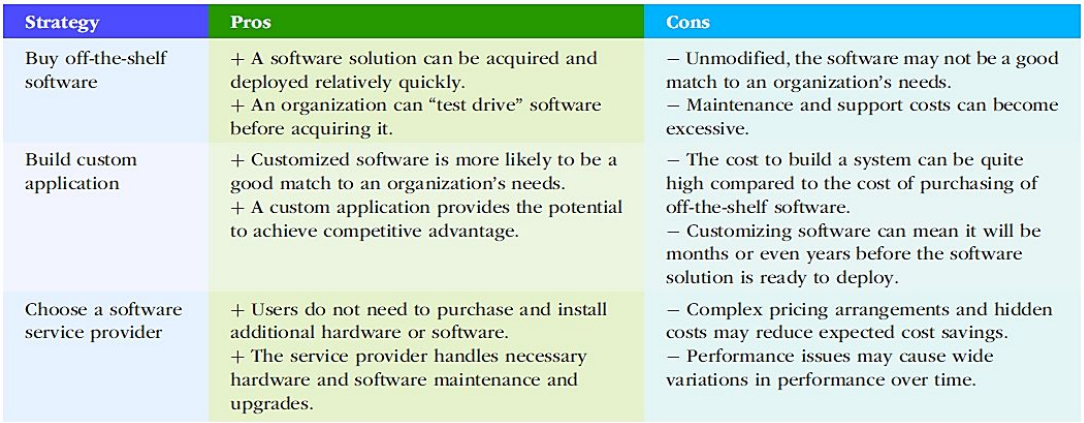 Strategy
Pros
Cons
Buy off-the-shelf
software
+ A software solution can be acquired and
deployed relatively quickly.
+ An organization can “test drive” software
before acquiring it.
− Unmodified, the software may not be a good
match to an organization’s needs.
− Maintenance and support costs can become
excessive.
Build custom
application
+ Customized software is more likely to be a
good match to an organization’s needs.
+ A custom application provides the potential
to achieve competitive advantage.
− The cost to build a system can be quite
high compared to the cost of purchasing of
off-the-shelf software.
− Customizing software can mean it will be
months or even years before the software
solution is ready to deploy.
Choose a software
service provider
+ Users do not need to purchase and install
additional hardware or software.
+ The service provider handles necessary
hardware and software maintenance and
upgrades.
− Complex pricing arrangements and hidden
costs may reduce expected cost savings.
− Performance issues may cause wide
variations in performance over time.